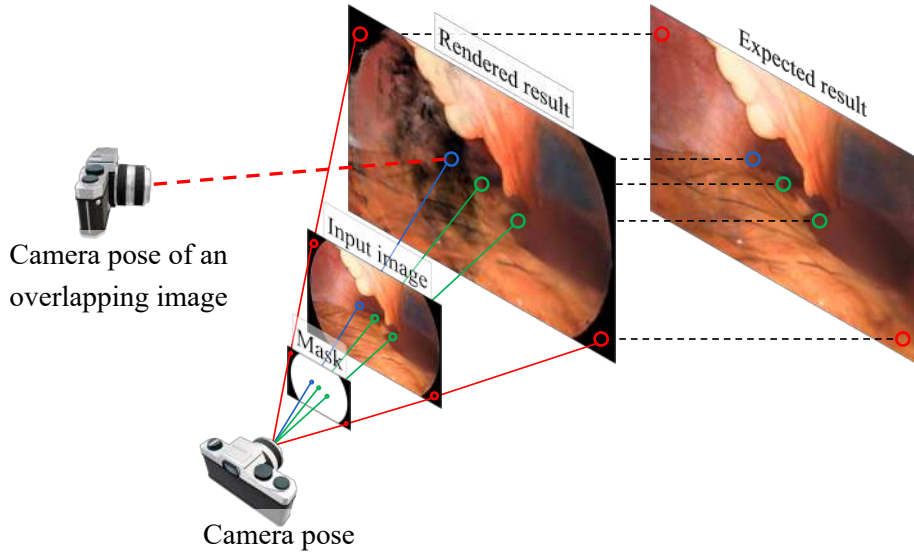 Rendered result
Expected result
Camera pose of an
overlapping image
Input image
Mask
Camera pose